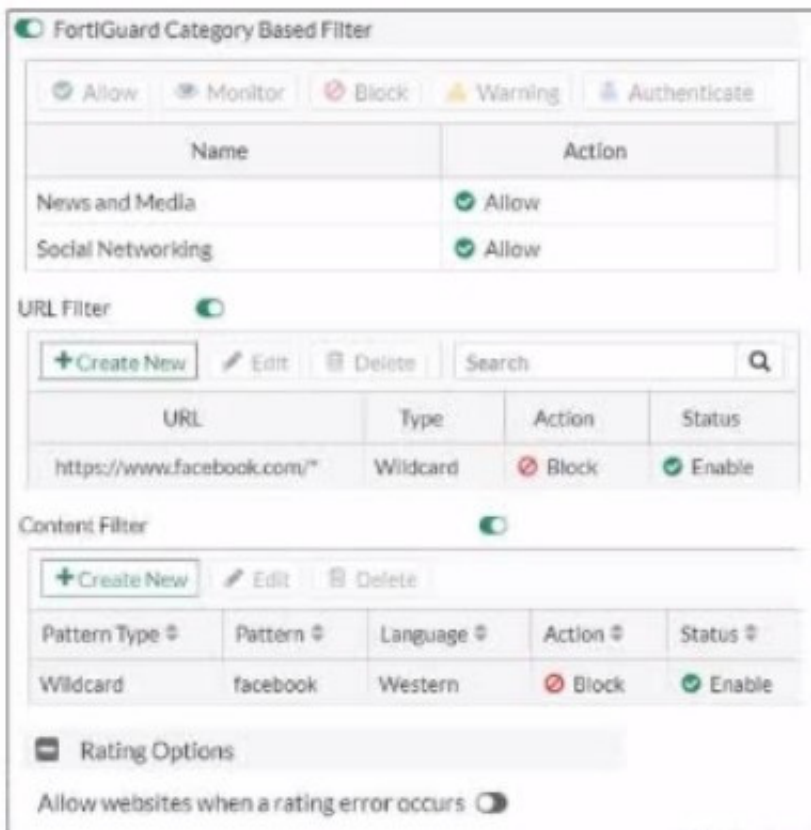 FortiGuard Category Based Filter
Allow Monitor Block Warning Authenticate
Name Action
News and Media Allow
Social Networking Allow
URL Filter
+Create New Edit Delete Search
URL Type Action Status
https://www.facebook.com/* Wildcard Block Enable
Content Filter
+Create New Edit Delete
Pattern Type Pattern Language Action Status
Wildcard facebook Western Block Enable
Rating Options
Allow websites when a rating error occurs